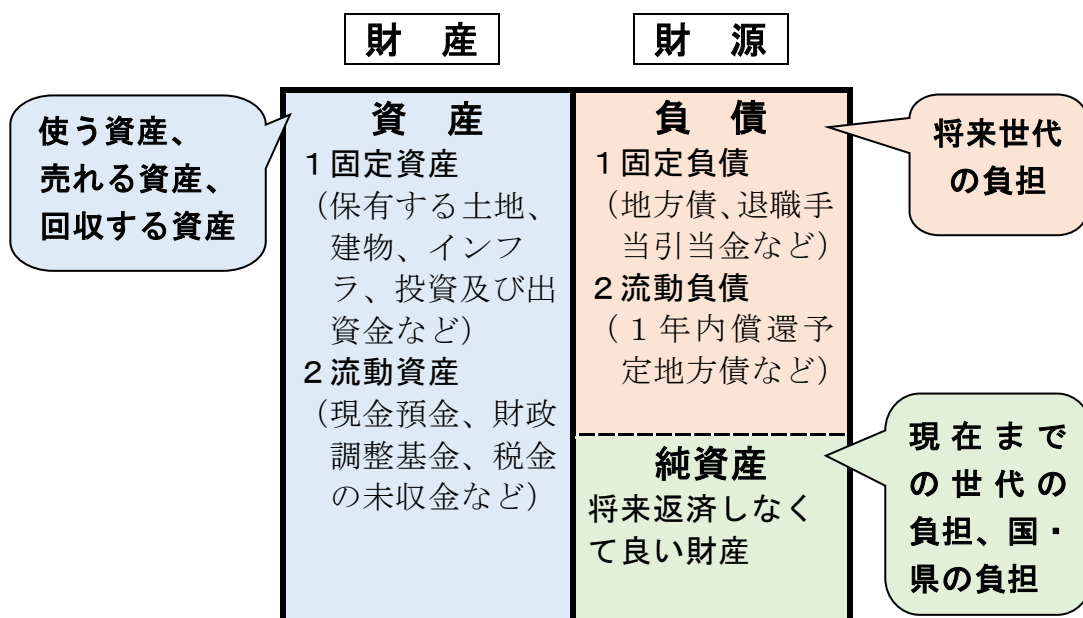 財 産
財 源
使う資産、
売れる資産、
回収する資産
資 産
1固定資産
(保有する土地、
建物、インフ
ラ、投資及び出
資金など)
2流動資産
(現金預金、財政
調整基金、税金
の未収金など)
負 債
1固定負債
(地方債、退職手
当引当金など)
2流動負債
(1年内償還予
定地方債など)
純資産
将来返済しなく
て良い財産
将来世代
の負担
現在まで
の世代の
負担、国・
県の負担